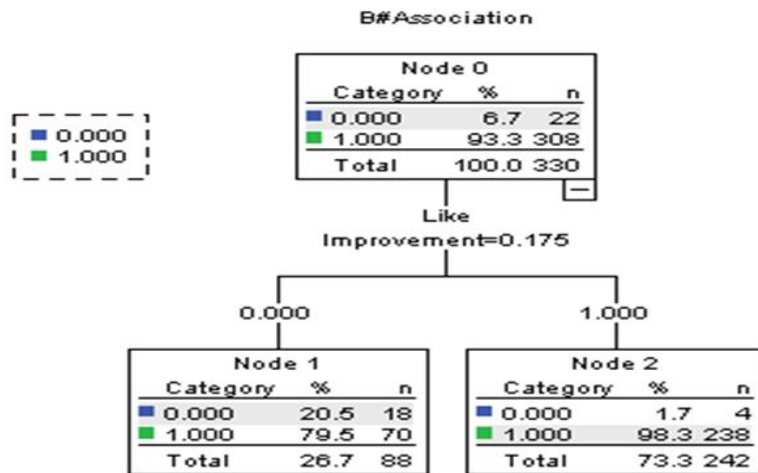 B#Association
Node 0
Category % n
0.000 6.7 22
1.000 93.3 308
Total 100.0 330
0.000
1.000
Like
Improvement=0.175
0.000
1.000
Node 1
Category % n
0.000 20.5 18
1.000 79.5 70
Total 26.7 88
Node 2
Category % n
0.000 1.7 4
1.000 98.3 238
Total 73.3 242